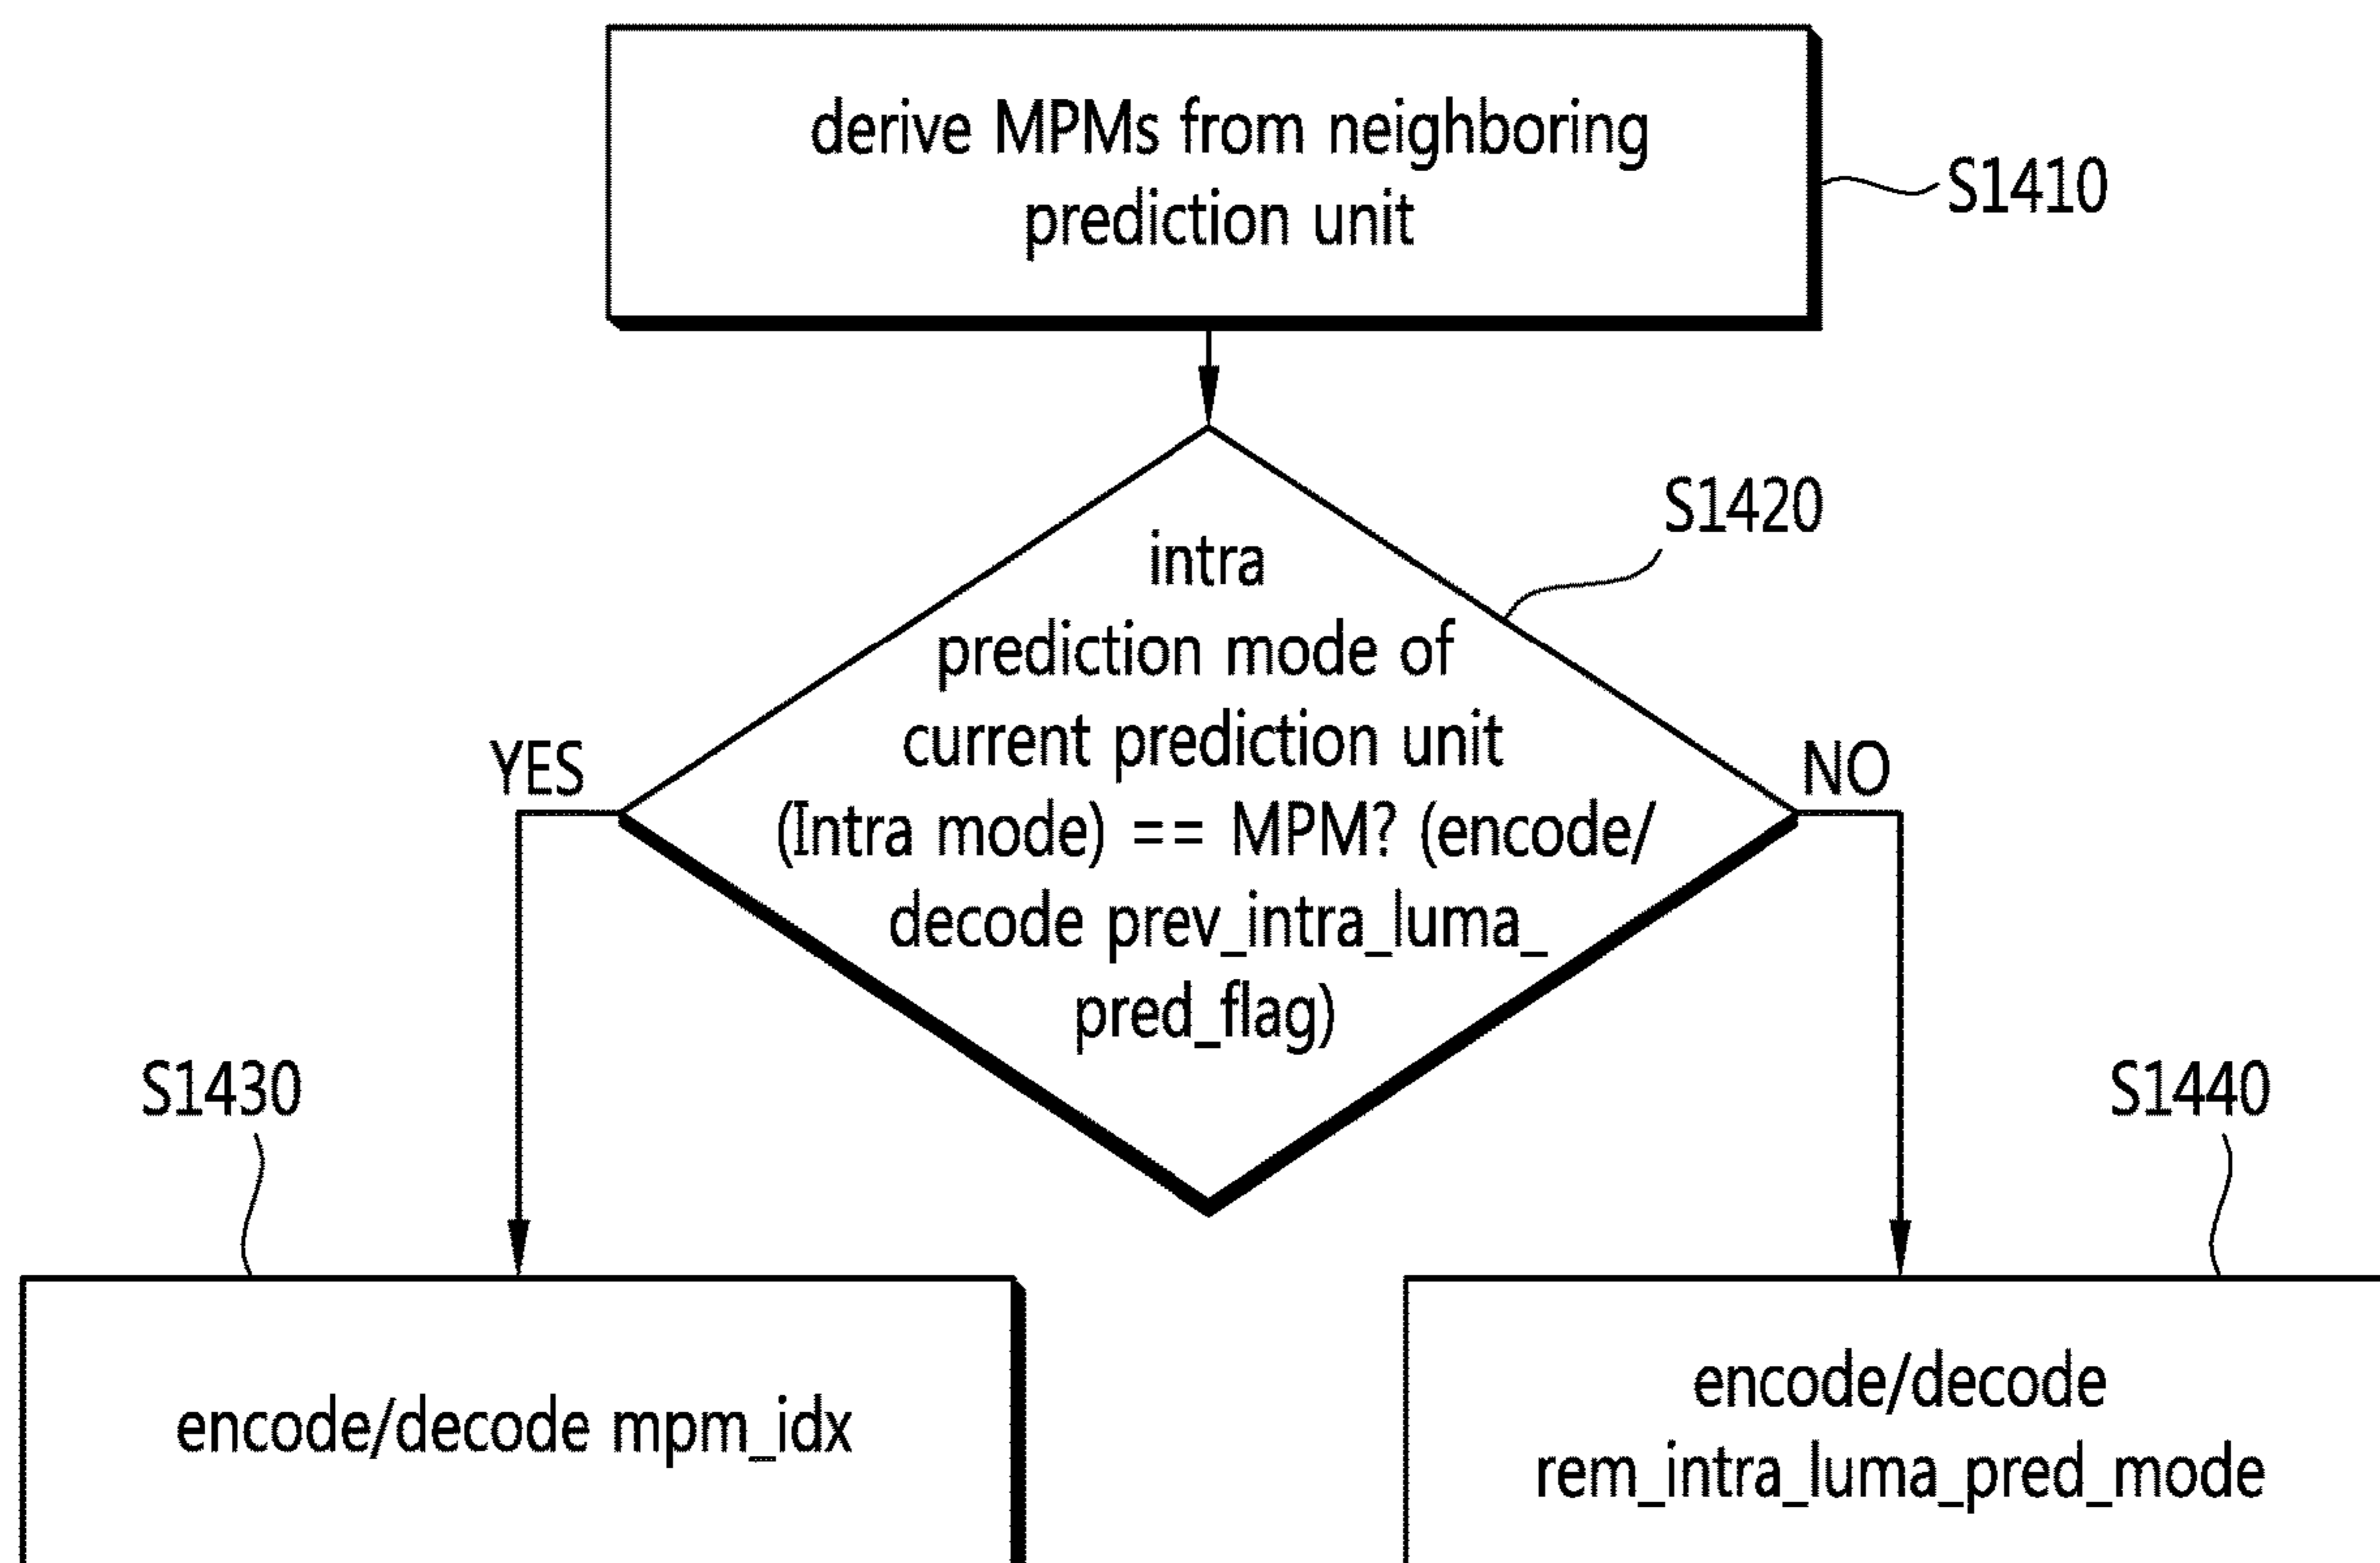 derive MPMs from neighboring
prediction unit
S1410
S1420
intra
prediction mode of
current prediction unit
(Intra mode) == MPM? (encode/
decode prev_intra_luma_
pred_flag)
YES
NO
S1430
S1440
encode/decode mpm_idx
encode/decode
rem_intra_luma_pred_mode